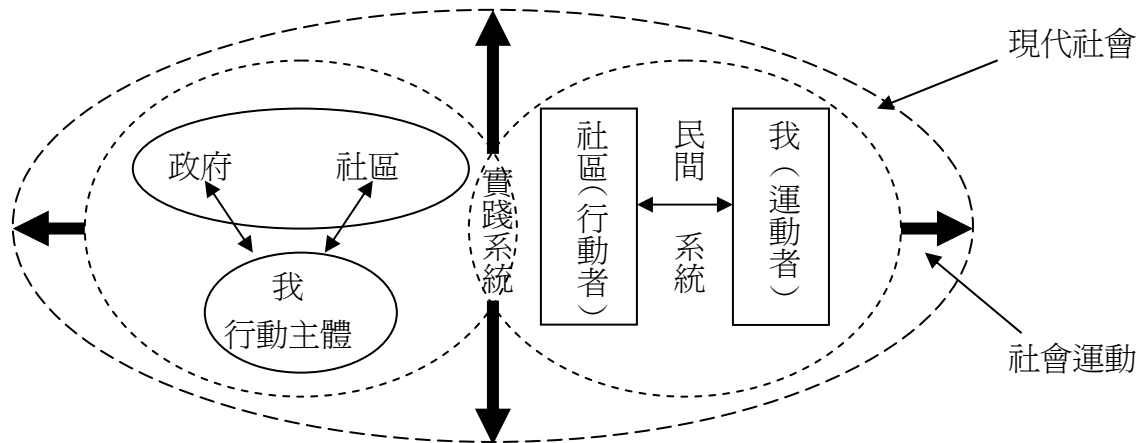 現代社會
政府
社區
我
行動主體
實踐系統
社區（行動者）
民間
系統
我（運動者）
社會運動